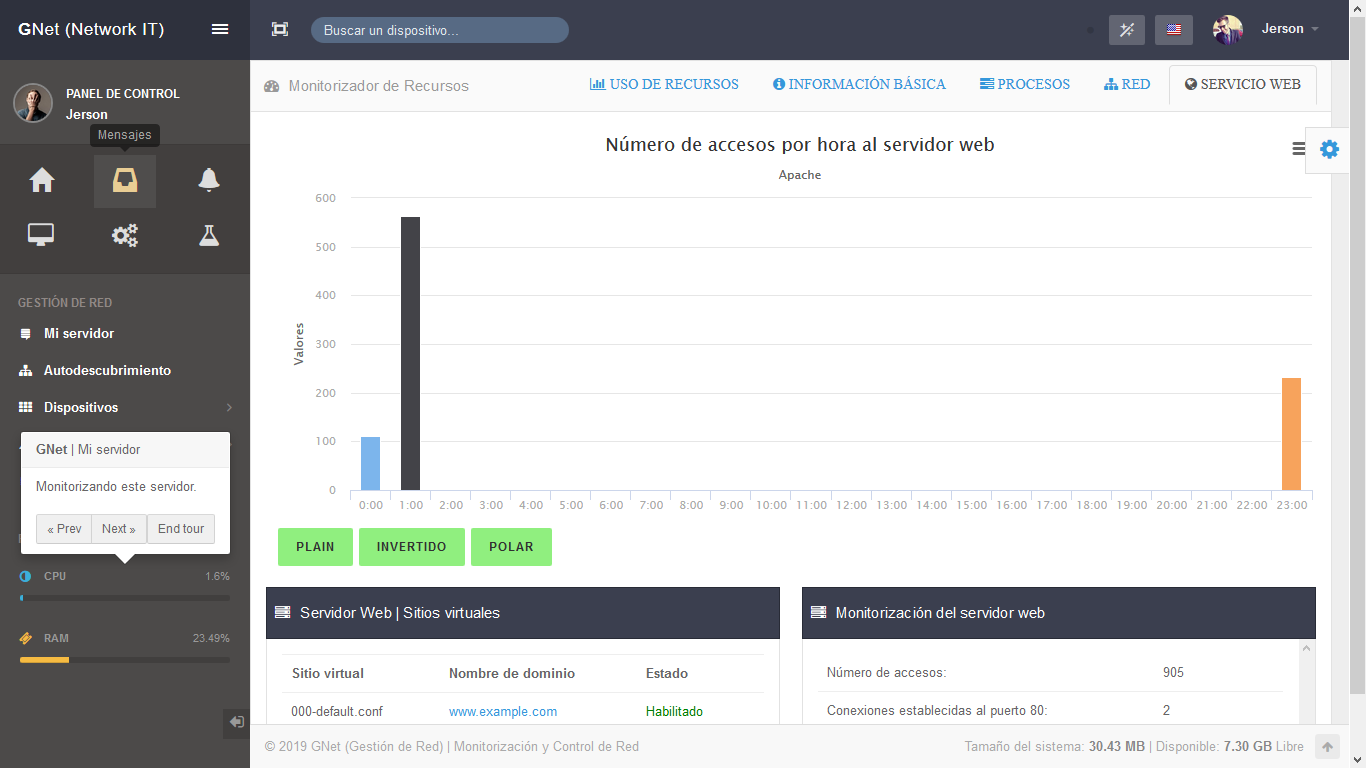 GNet (Network IT)
Buscar un dispositivo...
Jerson
PANEL DE CONTROL
Jerson
Mensajes
GESTIÓN DE RED
Mi servidor
Autodescubrimiento
Dispositivos
GNet | Mi servidor
Monitorizando este servidor.
« Prev Next » End tour
CPU 1.6%
RAM 23.49%
Monitorizador de Recursos
USO DE RECURSOS INFORMACIÓN BÁSICA PROCESOS RED SERVICIO WEB
Número de accesos por hora al servidor web
Apache
Valores
600
500
400
300
200
100
0
0:00 1:00 2:00 3:00 4:00 5:00 6:00 7:00 8:00 9:00 10:00 11:00 12:00 13:00 14:00 15:00 16:00 17:00 18:00 19:00 20:00 21:00 22:00 23:00
PLAIN INVERTIDO POLAR
Servidor Web | Sitios virtuales
Sitio virtual Nombre de dominio Estado
000-default.conf www.example.com Habilitado
Monitorización del servidor web
Número de accesos: 905
Conexiones establecidas al puerto 80: 2
© 2019 GNet (Gestión de Red) | Monitorización y Control de Red
Tamaño del sistema: 30.43 MB | Disponible: 7.30 GB Libre